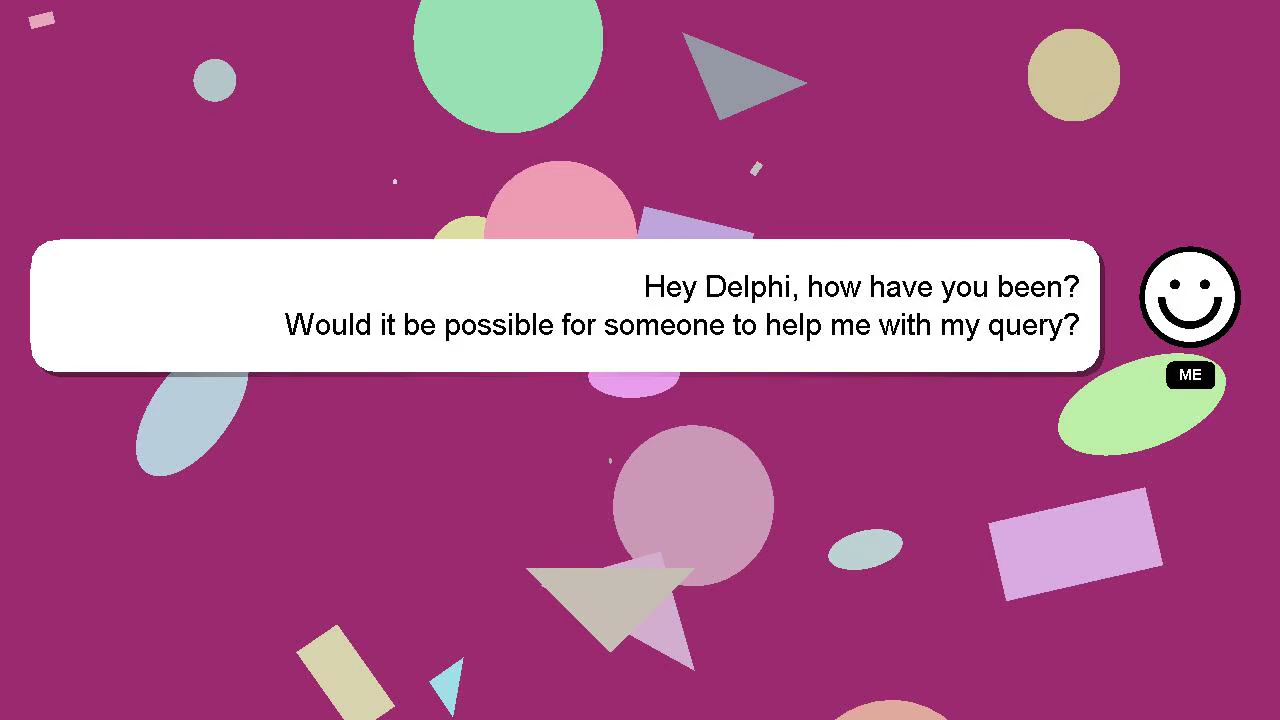 Hey Delphi, how have you been?
Would it be possible for someone to help me with my query?
ME